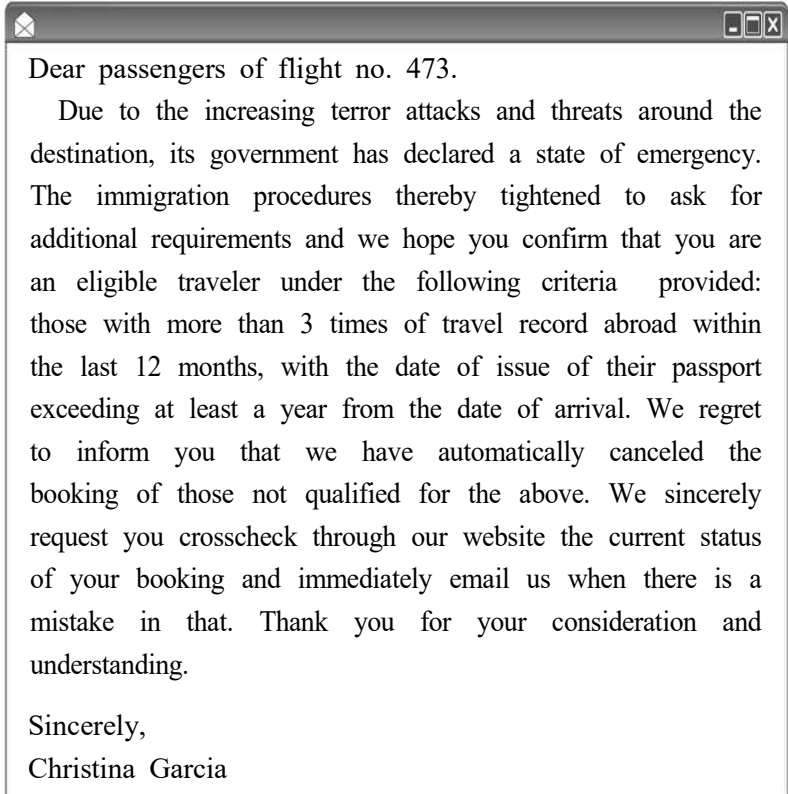 Dear passengers of flight no. 473.
Due to the increasing terror attacks and threats around the
destination, its government has declared a state of emergency.
The immigration procedures thereby tightened to ask for
additional requirements and we hope you confirm that you are
an eligible traveler under the following criteria provided:
those with more than 3 times of travel record abroad within
the last 12 months, with the date of issue of their passport
exceeding at least a year from the date of arrival. We regret
to inform you that we have automatically canceled the
booking of those not qualified for the above. We sincerely
request you crosscheck through our website the current status
of your booking and immediately email us when there is a
mistake in that. Thank you for your consideration and
understanding.
Sincerely,
Christina Garcia